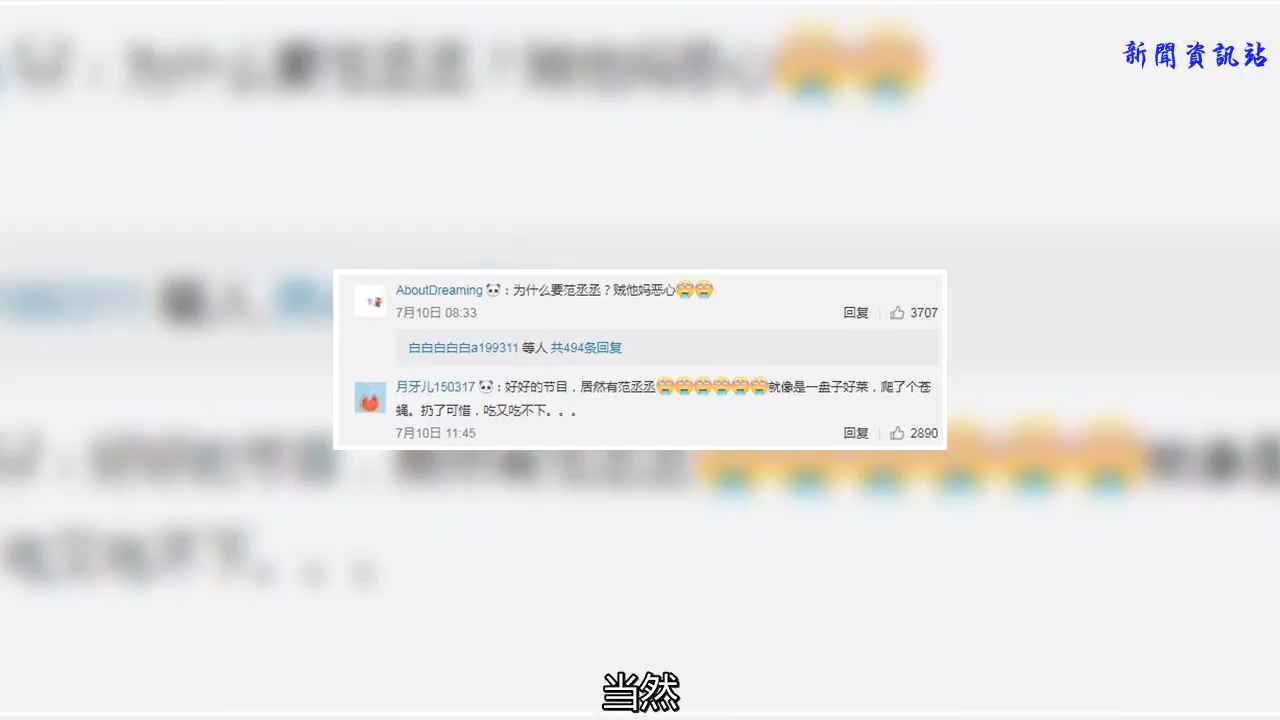 新聞資訊站
AboutDreaming：为什么要范丞丞？贼他妈恶心
7月10日 08:33
回复 3707
白白白白白a199311 等人 共494条回复
月牙儿150317：好好的节目，居然有范丞丞就像是一盘子好菜，爬了个苍
蝇。扔了可惜，吃又吃不下。。。
7月10日 11:45
回复 2890
当然